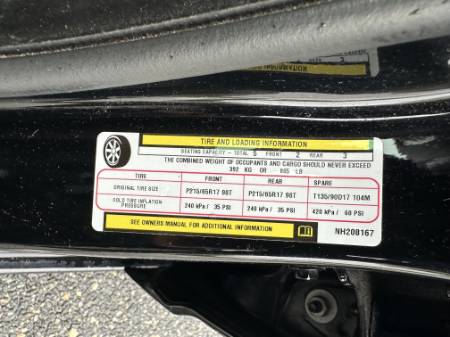 TIRE AND LOADING INFORMATION
SEATING CAPACITY - TOTAL 5 FRONT 2 REAR 3
THE COMBINED WEIGHT OF OCCUPANTS AND CARGO SHOULD NEVER EXCEED
392 KG OR 865 LB
TIRE FRONT REAR SPARE
ORIGINAL TIRE SIZE P215/65R17 98T P215/65R17 98T T135/90D17 104M
COLD TIRE INFLATION PRESSURE 240 kPa / 35 PSI 240 kPa / 35 PSI 420 kPa / 60 PSI
SEE OWNERS MANUAL FOR ADDITIONAL INFORMATION
NH208167